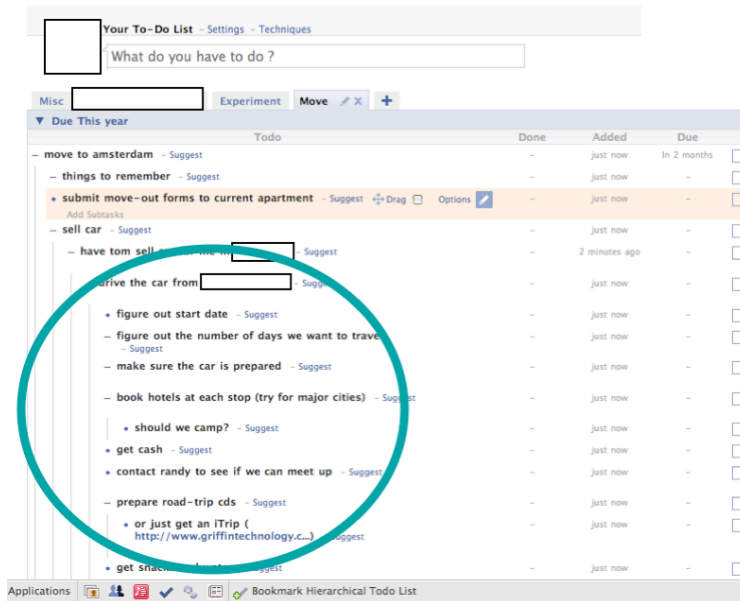 Your To-Do List - Settings - Techniques
What do you have to do ?
Misc Experiment Move
Due This year
Todo Done Added Due
– move to amsterdam - Suggest – just now In 2 months
– things to remember - Suggest – just now –
• submit move-out forms to current apartment - Suggest Drag Options – just now –
Add Subtasks
– sell car - Suggest – just now –
– have tom sell me - Suggest – 2 minutes ago –
drive the car from - Suggest – just now –
• figure out start date - Suggest – just now –
– figure out the number of days we want to travel – just now –
- Suggest
– make sure the car is prepared - Suggest – just now –
– book hotels at each stop (try for major cities) - Suggest – just now –
• should we camp? - Suggest – just now –
• get cash - Suggest – just now –
• contact randy to see if we can meet up - Suggest – just now –
– prepare road-trip cds - Suggest – just now –
• or just get an iTrip ( – just now –
http://www.griffintechnology.c...) - Suggest
• get snacks - Suggest – just now –
Applications Bookmark Hierarchical Todo List